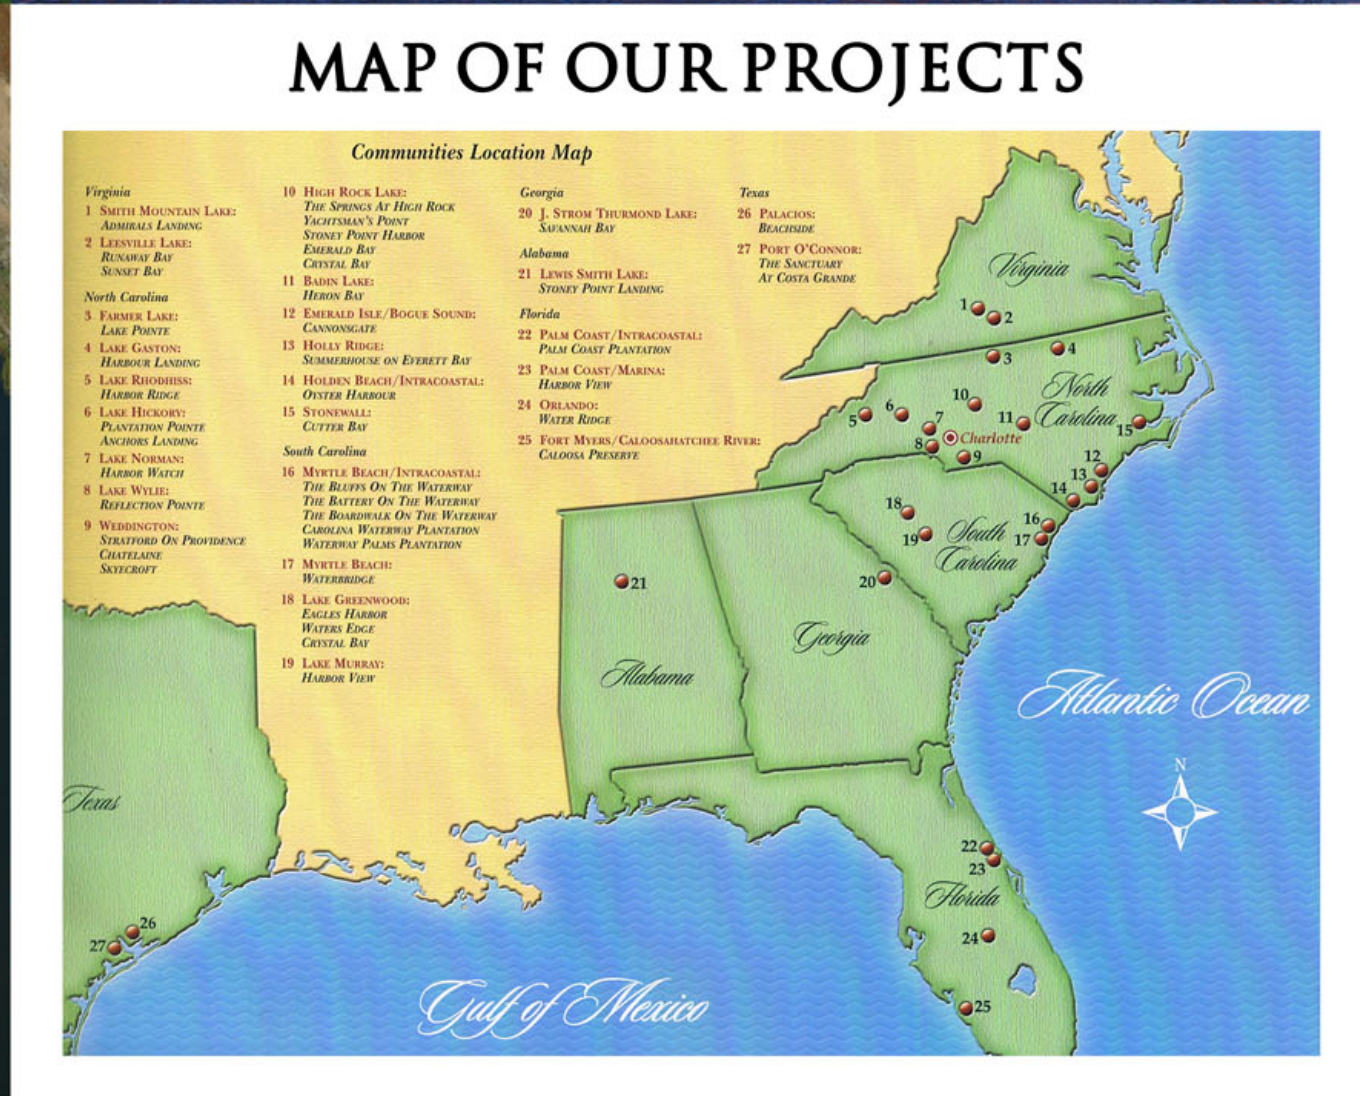 MAP OF OUR PROJECTS
Communities Location Map
Virginia
1 SMITH MOUNTAIN LAKE:
ADMIRALS LANDING
2 LEESVILLE LAKE:
RUNAWAY BAY
SUNSET BAY
North Carolina
3 FARMER LAKE:
LAKE POINTE
4 LAKE GASTON:
HARBOUR LANDING
5 LAKE RHODHISS:
HARBOR RIDGE
6 LAKE HICKORY:
PLANTATION POINTE
ANCHORS LANDING
7 LAKE NORMAN:
HARBOR WATCH
8 LAKE WYLIE:
REFLECTION POINTE
9 WEDDINGTON:
STRATFORD ON PROVIDENCE
CHATELAINE
SKYECROFT
10 HIGH ROCK LAKE:
THE SPRINGS AT HIGH ROCK
YACHTSMAN'S POINT
STONEY POINT HARBOR
EMERALD BAY
CRYSTAL BAY
11 BADIN LAKE:
HERON BAY
12 EMERALD ISLE/BOGUE SOUND:
CANNONSGATE
13 HOLLY RIDGE:
SUMMERHOUSE ON EVERETT BAY
14 HOLDEN BEACH/INTRACOASTAL:
OYSTER HARBOUR
15 STONEWALL:
CUTTER BAY
South Carolina
16 MYRTLE BEACH/INTRACOASTAL:
THE BLUFFS ON THE WATERWAY
THE BATTERY ON THE WATERWAY
THE BOARDWALK ON THE WATERWAY
CAROLINA WATERWAY PLANTATION
WATERWAY PALMS PLANTATION
17 MYRTLE BEACH:
WATERBRIDGE
18 LAKE GREENWOOD:
EAGLES HARBOR
WATERS EDGE
CRYSTAL BAY
19 LAKE MURRAY:
HARBOR VIEW
Georgia
20 J. STROM THURMOND LAKE:
SAVANNAH BAY
Alabama
21 LEWIS SMITH LAKE:
STONEY POINT LANDING
Florida
22 PALM COAST/INTRACOASTAL:
PALM COAST PLANTATION
23 PALM COAST/MARINA:
HARBOR VIEW
24 ORLANDO:
WATER RIDGE
25 FORT MYERS/CALOOSAHATCHEE RIVER:
CALOOSA PRESERVE
Texas
26 PALACIOS:
BEACHSIDE
27 PORT O'CONNOR:
THE SANCTUARY
AT COSTA GRANDE
Virginia
1
2
3
4
North
Carolina
10
5
6
7
11
15
8
Charlotte
9
12
13
14
18
16
19
South
Carolina
17
21
20
Georgia
Alabama
Atlantic Ocean
N
Texas
22
23
Florida
26
27
24
25
Gulf of Mexico